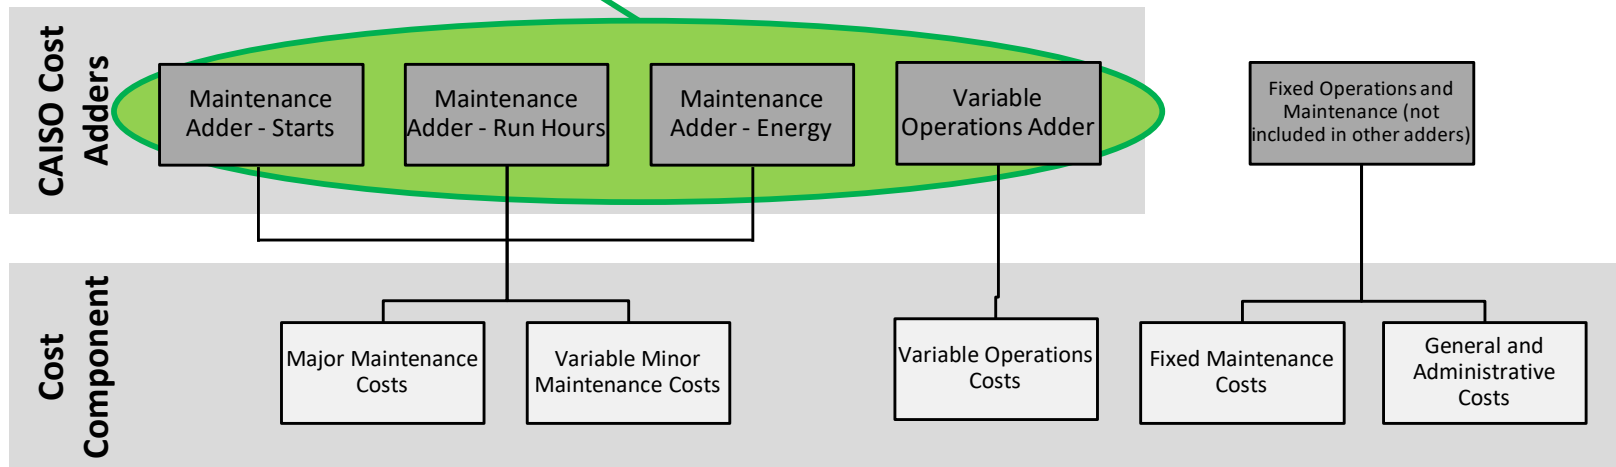 CAISO Cost
Adders
Maintenance
Adder - Starts
Maintenance
Adder - Run Hours
Maintenance
Adder - Energy
Variable
Operations Adder
Fixed Operations and
Maintenance (not
included in other adders)
Cost
Component
Major Maintenance
Costs
Variable Minor
Maintenance Costs
Variable Operations
Costs
Fixed Maintenance
Costs
General and
Administrative
Costs